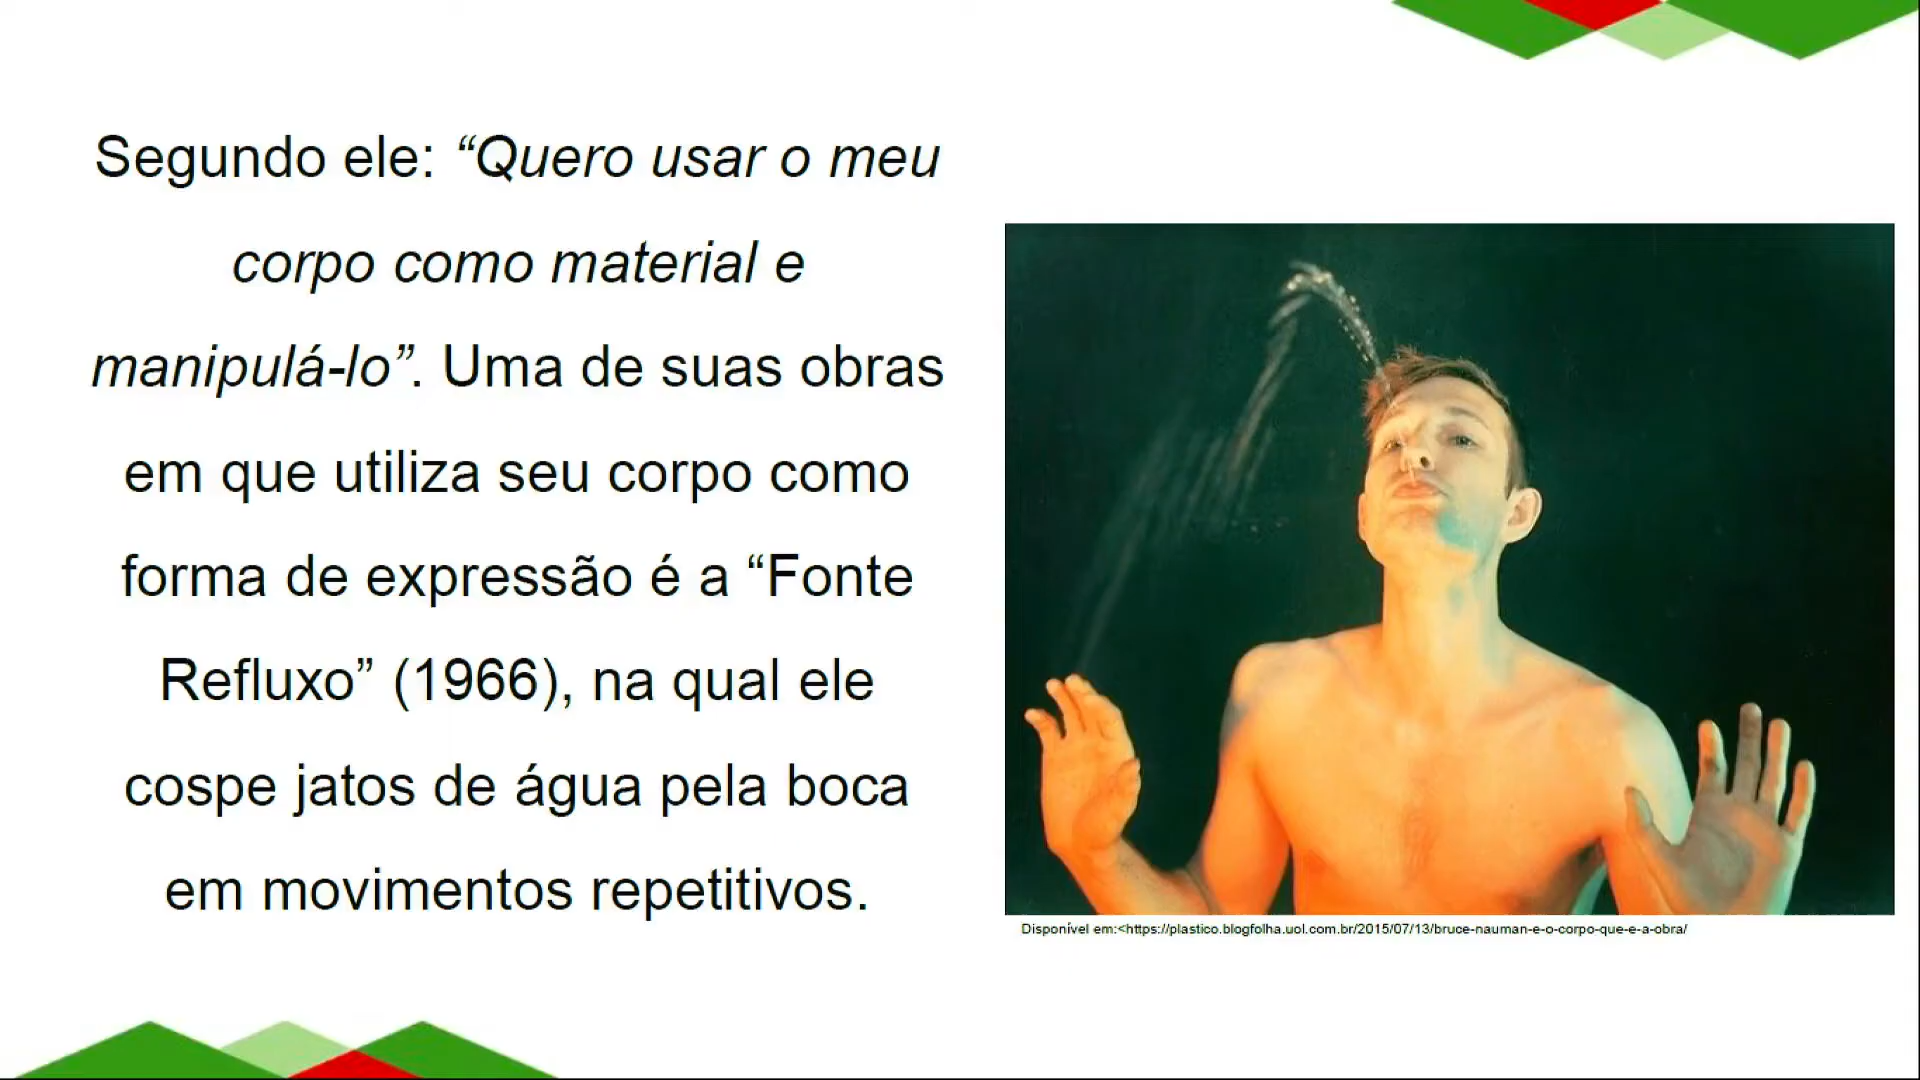 Segundo ele: “Quero usar o meu
corpo como material e
manipulá-lo”. Uma de suas obras
em que utiliza seu corpo como
forma de expressão é a “Fonte
Refluxo” (1966), na qual ele
cospe jatos de água pela boca
em movimentos repetitivos.
Disponível em:<https://plastico.blogfolha.uol.com.br/2015/07/13/bruce-nauman-e-o-corpo-que-e-a-obra/